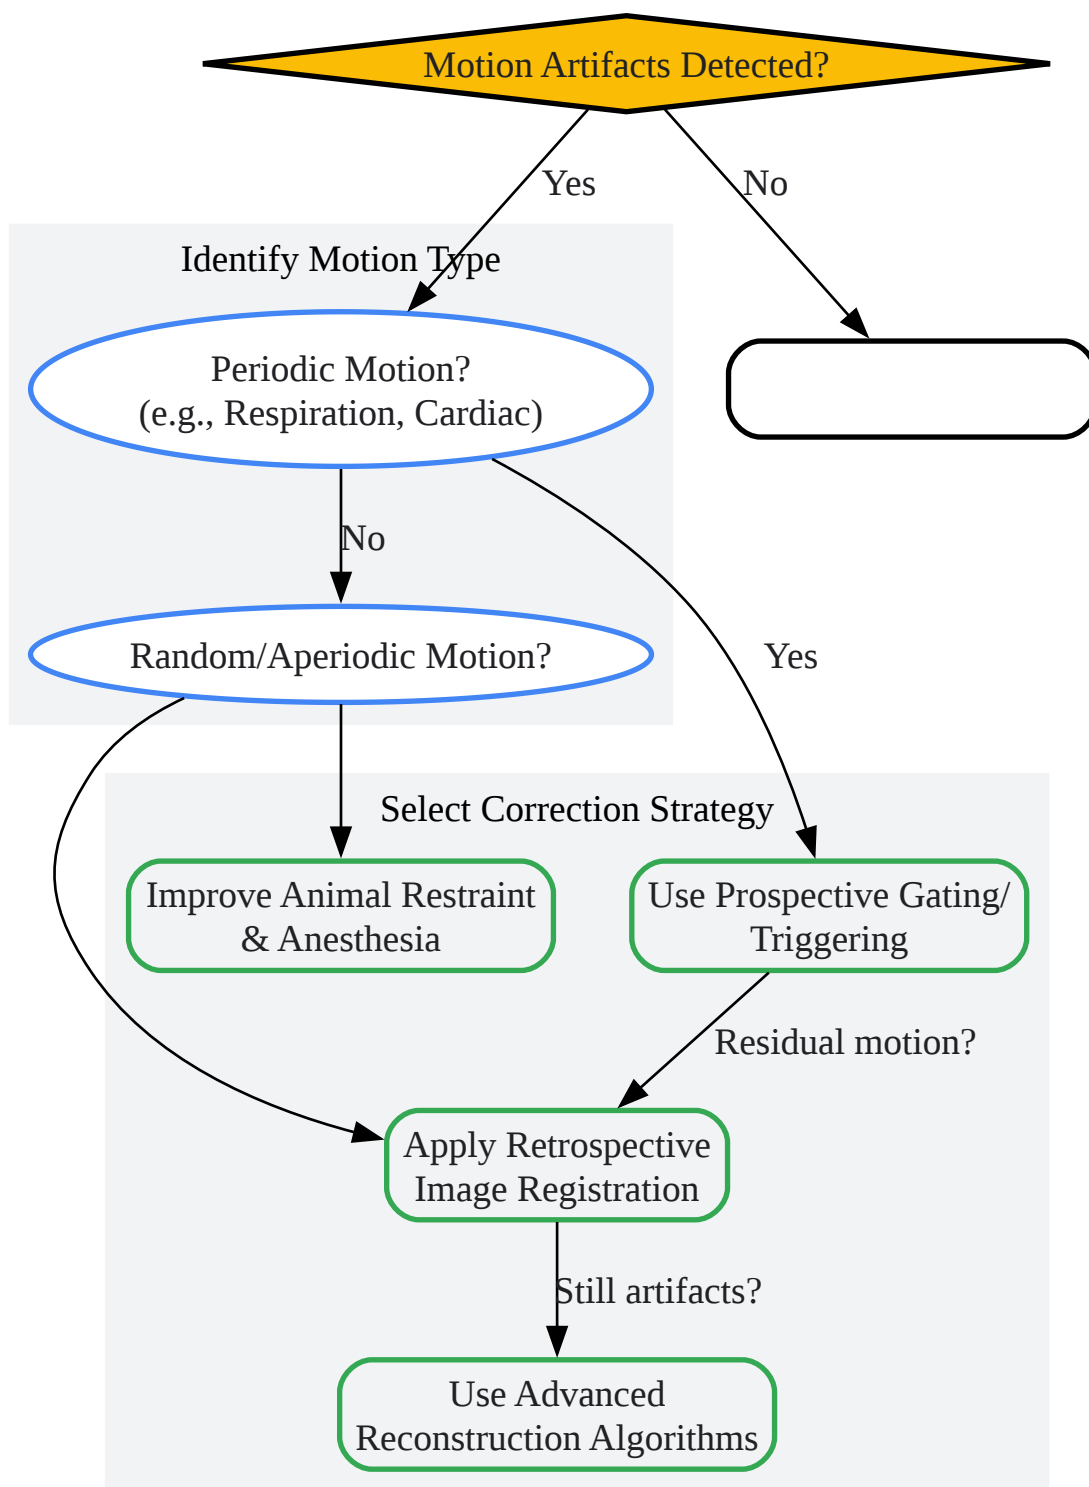 Motion Artifacts Detected?
Yes
No
Identify Motion Type
Periodic Motion?
(e.g., Respiration, Cardiac)
No
Random/Aperiodic Motion?
Yes
Select Correction Strategy
Improve Animal Restraint
& Anesthesia
Use Prospective Gating/
Triggering
Residual motion?
Apply Retrospective
Image Registration
Still artifacts?
Use Advanced
Reconstruction Algorithms